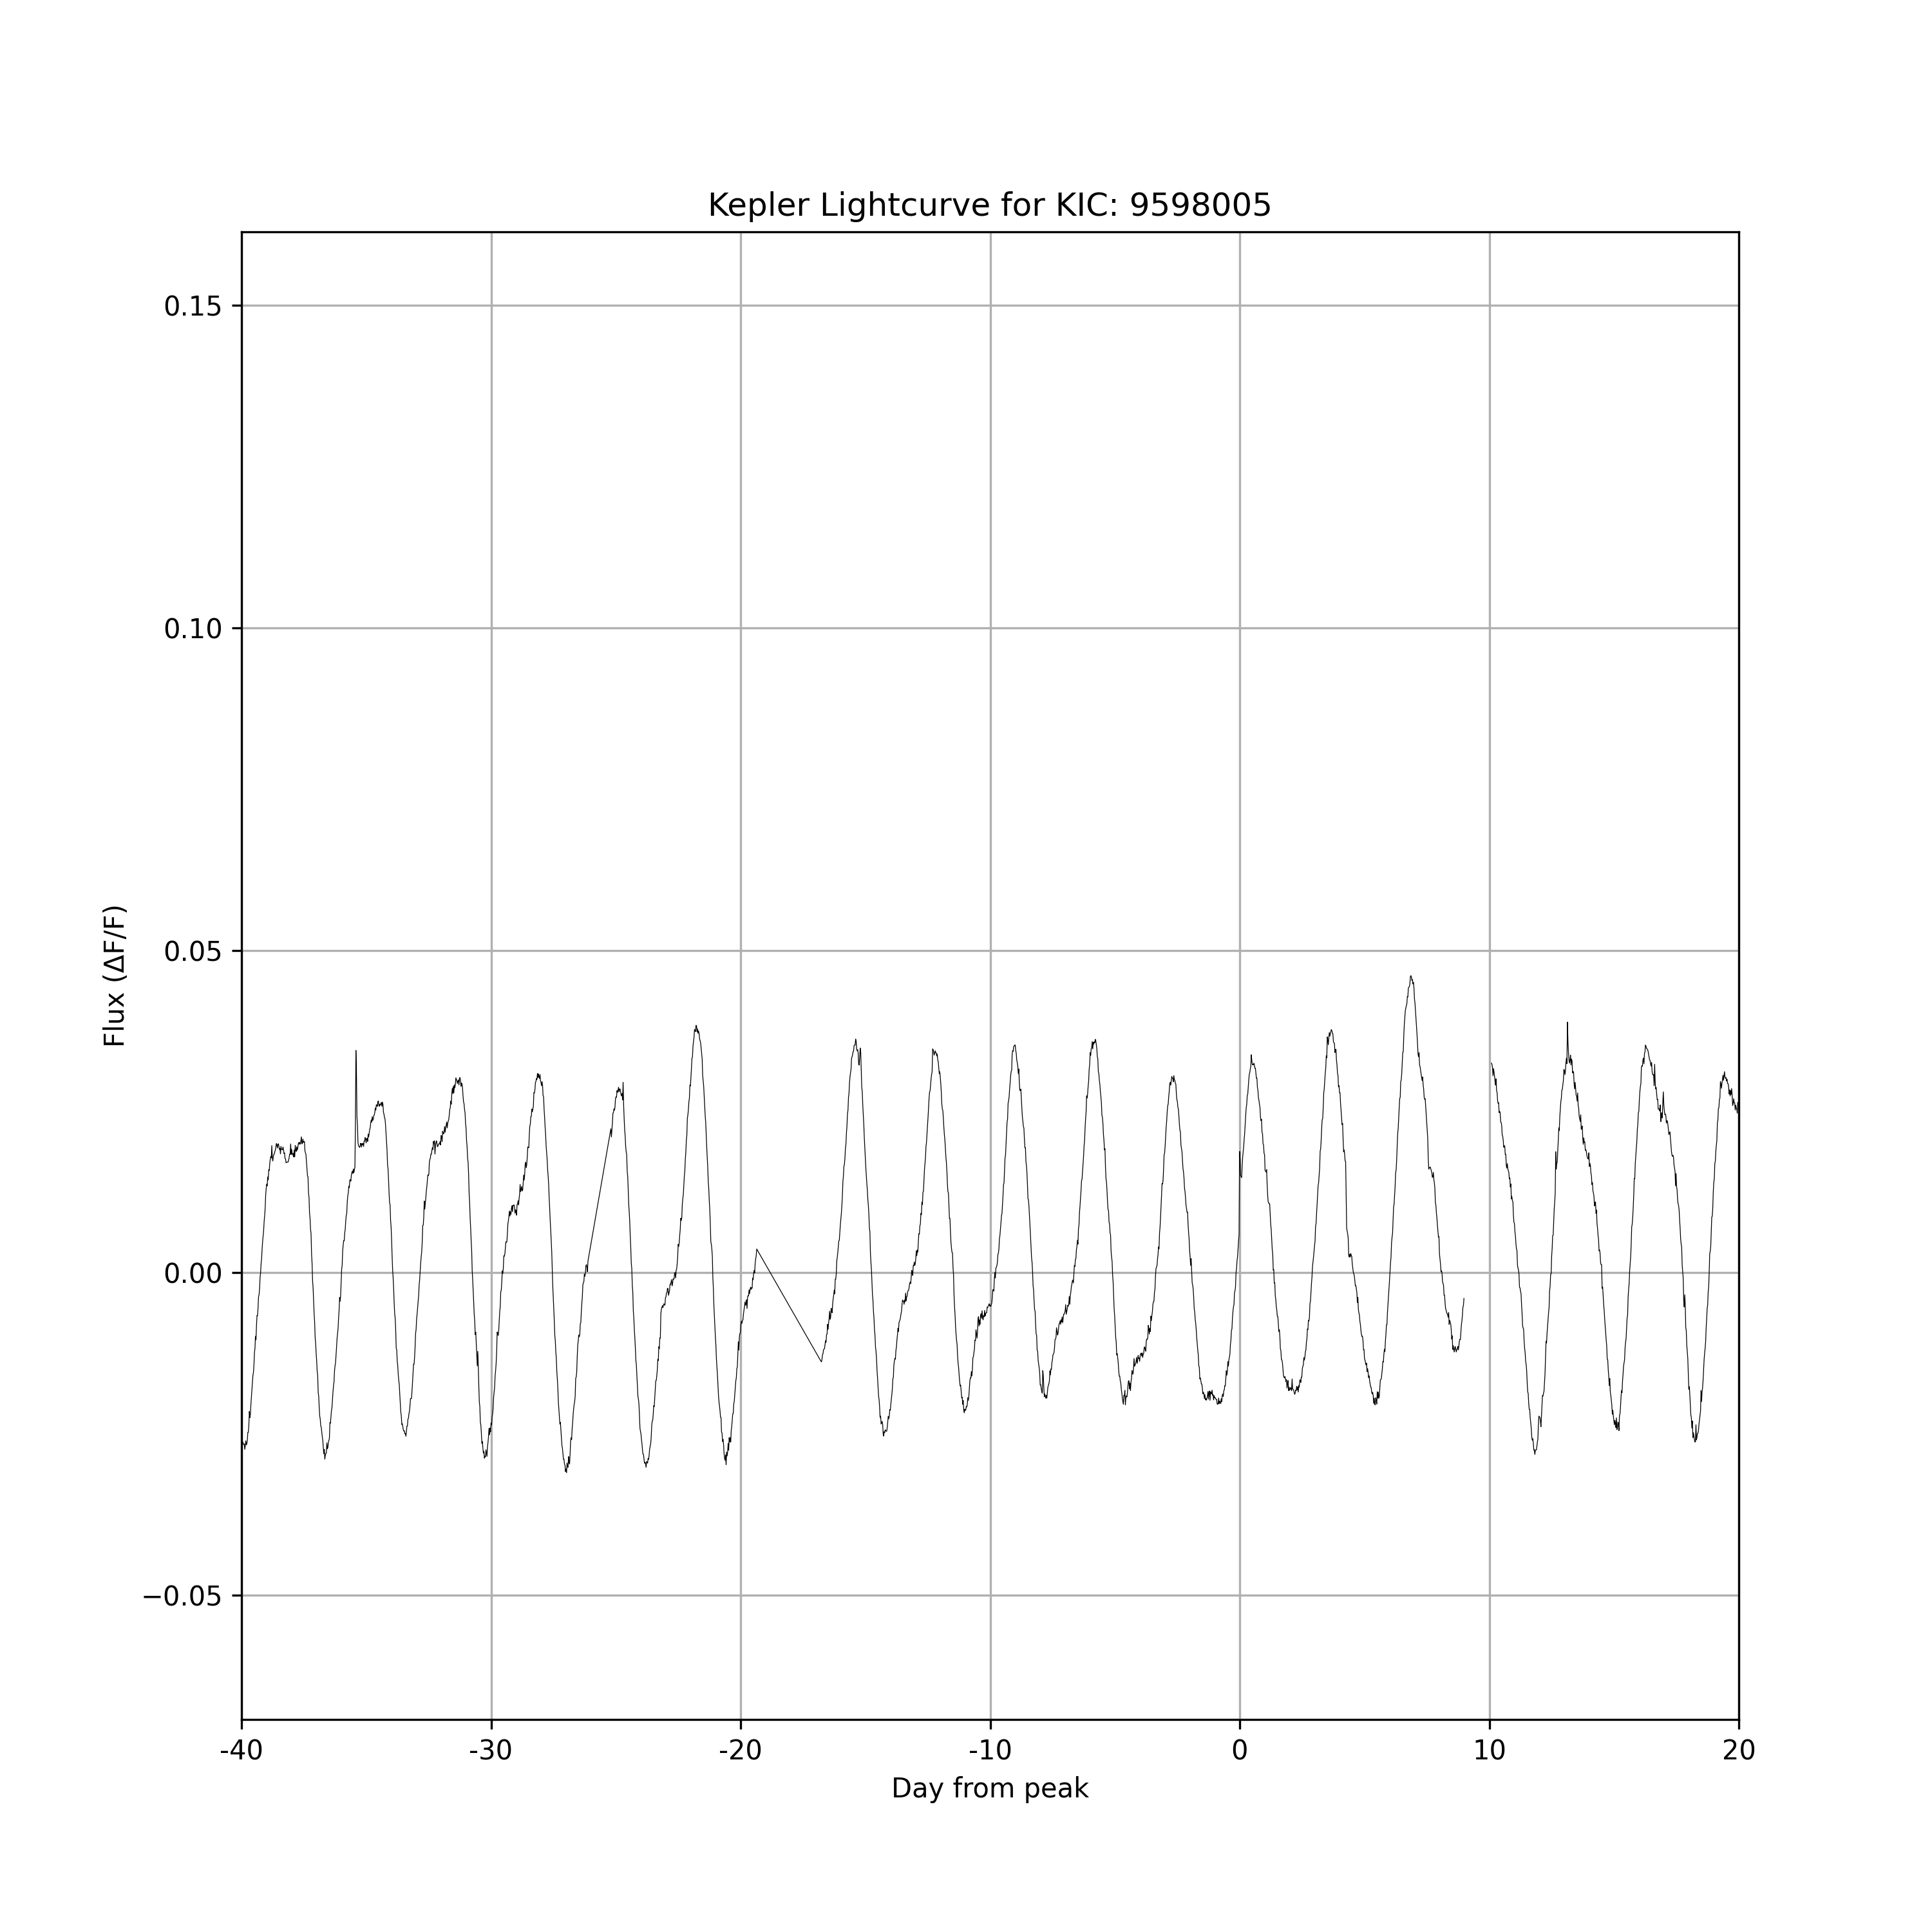 Kepler Lightcurve for KIC: 9598005
0.15
0.10
0.05
0.00
−0.05
Flux (ΔF/F)
-40 -30 -20 -10 0 10 20
Day from peak